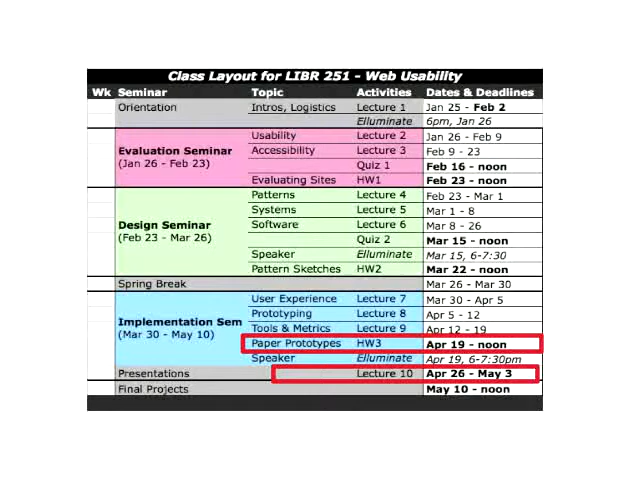 Class Layout for LIBR 251 - Web Usability
Wk Seminar Topic Activities Dates & Deadlines
Orientation Intros, Logistics Lecture 1 Jan 25 - Feb 2
Elluminate 6pm, Jan 26
Usability Lecture 2 Jan 26 - Feb 9
Evaluation Seminar Accessibility Lecture 3 Feb 9 - 23
(Jan 26 - Feb 23) Quiz 1 Feb 16 - noon
Evaluating Sites HW1 Feb 23 - noon
Patterns Lecture 4 Feb 23 - Mar 1
Systems Lecture 5 Mar 1 - 8
Design Seminar Software Lecture 6 Mar 8 - 26
(Feb 23 - Mar 26) Quiz 2 Mar 15 - noon
Speaker Elluminate Mar 15, 6-7:30
Pattern Sketches HW2 Mar 22 - noon
Spring Break Mar 26 - Mar 30
User Experience Lecture 7 Mar 30 - Apr 5
Prototyping Lecture 8 Apr 5 - 12
Implementation Sem Tools & Metrics Lecture 9 Apr 12 - 19
(Mar 30 - May 10) Paper Prototypes HW3 Apr 19 - noon
Speaker Elluminate Apr 19, 6-7:30pm
Presentations Lecture 10 Apr 26 - May 3
Final Projects May 10 - noon